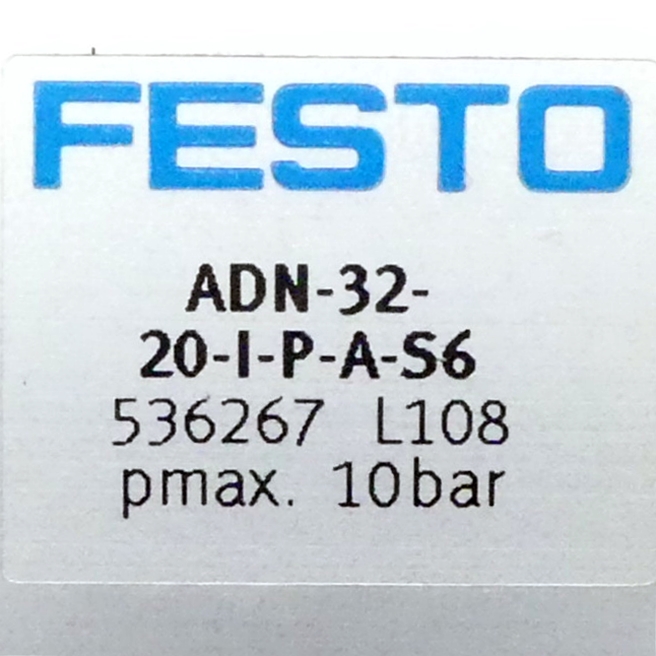 FESTO
ADN-32-
20-I-P-A-S6
536267 L108
pmax. 10bar